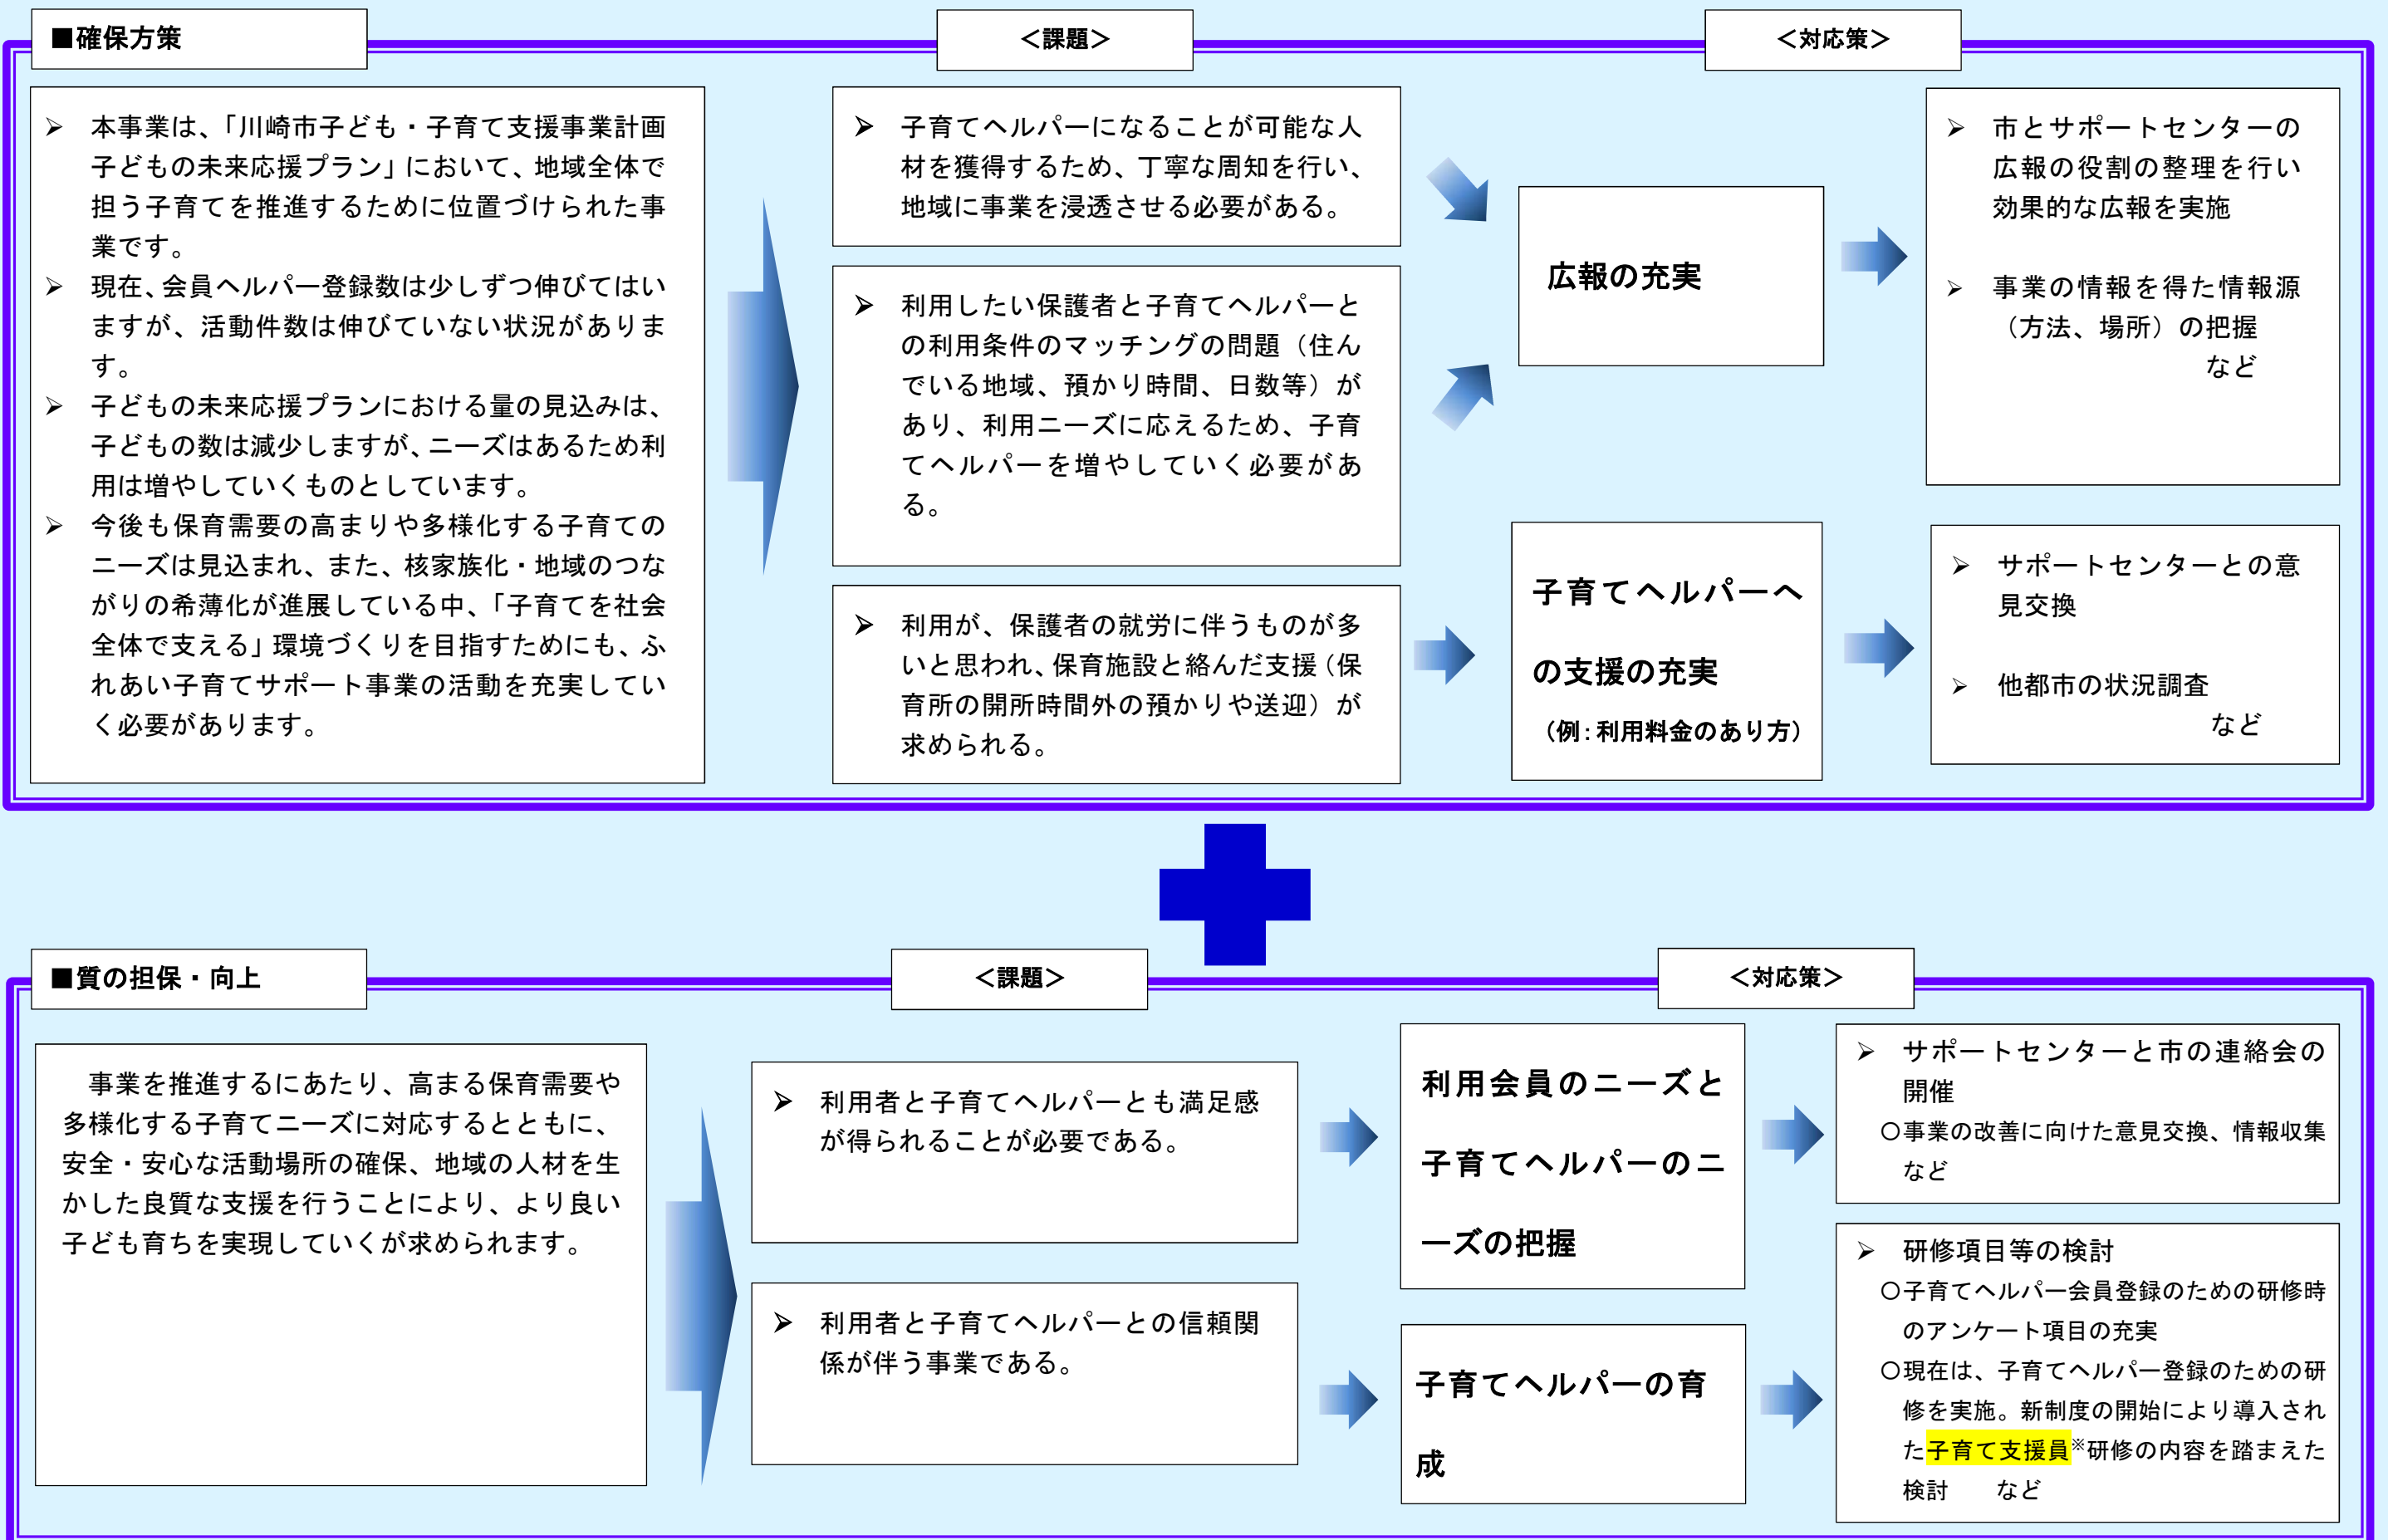 ■確保方策
＜課題＞
＜対応策＞
➢ 本事業は、「川崎市子ども・子育て支援事業計画
子どもの未来応援プラン」において、地域全体で
担う子育てを推進するために位置づけられた事
業です。
➢ 現在、会員ヘルパー登録数は少しずつ伸びてはい
ますが、活動件数は伸びていない状況がありま
す。
➢ 子どもの未来応援プランにおける量の見込みは、
子どもの数は減少しますが、ニーズはあるため利
用は増やしていくものとしています。
➢ 今後も保育需要の高まりや多様化する子育ての
ニーズは見込まれ、また、核家族化・地域のつな
がりの希薄化が進展している中、「子育てを社会
全体で支える」環境づくりを目指すためにも、ふ
れあい子育てサポート事業の活動を充実してい
く必要があります。
➢ 子育てヘルパーになることが可能な人
材を獲得するため、丁寧な周知を行い、
地域に事業を浸透させる必要がある。
➢ 利用したい保護者と子育てヘルパーと
の利用条件のマッチングの問題（住ん
でいる地域、預かり時間、日数等）が
あり、利用ニーズに応えるため、子育
てヘルパーを増やしていく必要があ
る。
➢ 利用が、保護者の就労に伴うものが多
いと思われ、保育施設と絡んだ支援（保
育所の開所時間外の預かりや送迎）が
求められる。
広報の充実
子育てヘルパーへ
の支援の充実
（例：利用料金のあり方）
➢ 市とサポートセンターの
広報の役割の整理を行い
効果的な広報を実施
➢ 事業の情報を得た情報源
（方法、場所）の把握
など
➢ サポートセンターとの意
見交換
➢ 他都市の状況調査
など
■質の担保・向上
＜課題＞
＜対応策＞
事業を推進するにあたり、高まる保育需要や
多様化する子育てニーズに対応するとともに、
安全・安心な活動場所の確保、地域の人材を生
かした良質な支援を行うことにより、より良い
子ども育ちを実現していくが求められます。
➢ 利用者と子育てヘルパーとも満足感
が得られることが必要である。
➢ 利用者と子育てヘルパーとの信頼関
係が伴う事業である。
利用会員のニーズと
子育てヘルパーのニ
ーズの把握
子育てヘルパーの育
成
➢ サポートセンターと市の連絡会の
開催
○事業の改善に向けた意見交換、情報収集
など
➢ 研修項目等の検討
○子育てヘルパー会員登録のための研修時
のアンケート項目の充実
○現在は、子育てヘルパー登録のための研
修を実施。新制度の開始により導入され
た子育て支援員※研修の内容を踏まえた
検討　　など